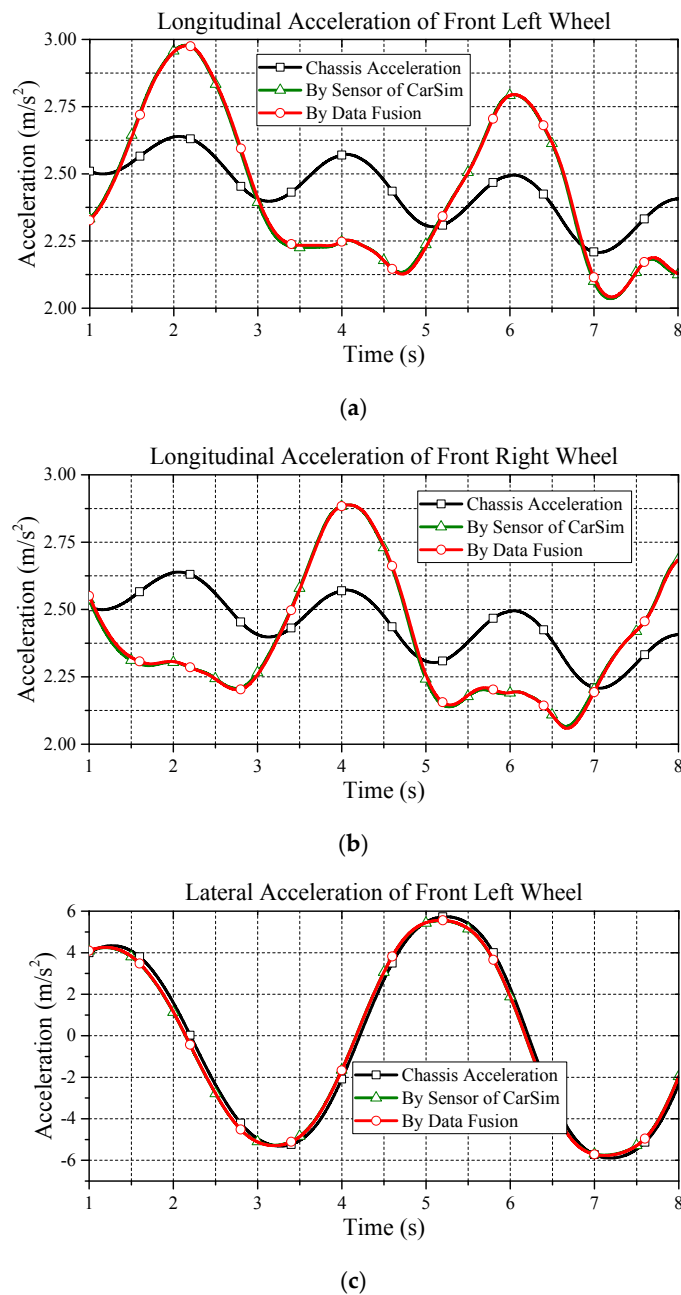 Longitudinal Acceleration of Front Left Wheel
3.00
Chassis Acceleration
By Sensor of CarSim
By Data Fusion
2.75
2.50
2.25
2.00
Acceleration (m/s²)
1 2 3 4 5 6 7 8
Time (s)
(a)
Longitudinal Acceleration of Front Right Wheel
3.00
Chassis Acceleration
By Sensor of CarSim
By Data Fusion
2.75
2.50
2.25
2.00
Acceleration (m/s²)
1 2 3 4 5 6 7 8
Time (s)
(b)
Lateral Acceleration of Front Left Wheel
6
4
2
0
-2
-4
-6
Acceleration (m/s²)
Chassis Acceleration
By Sensor of CarSim
By Data Fusion
1 2 3 4 5 6 7 8
Time (s)
(c)